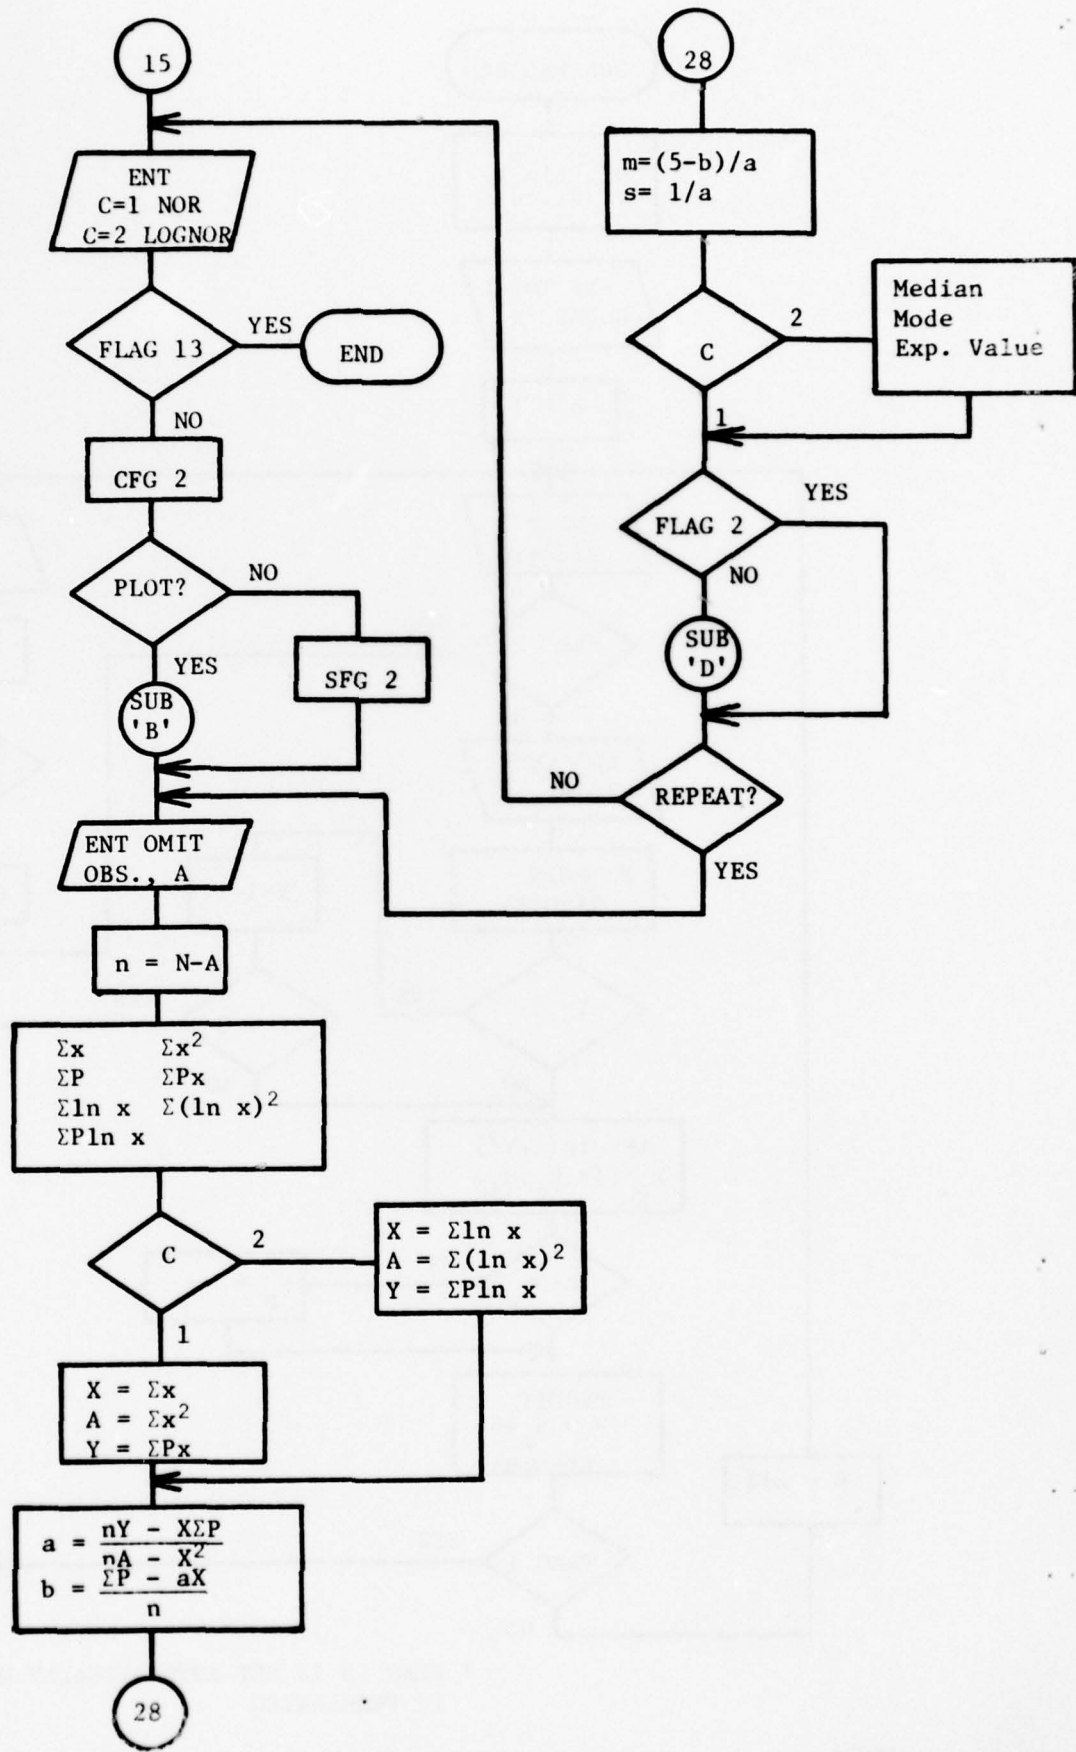 15
ENT
C=1 NOR
C=2 LOGNOR
FLAG 13
YES
END
NO
CFG 2
PLOT?
NO
YES
SFG 2
SUB
'B'
ENT OMIT
OBS., A
n = N-A
Σx Σx²
ΣP ΣPx
Σln x Σ(ln x)²
ΣPln x
C
2
X = Σln x
A = Σ(ln x)²
Y = ΣPln x
1
X = Σx
A = Σx²
Y = ΣPx
a = nY - XΣP
nA - X²
b = ΣP - aX
n
28
28
m=(5-b)/a
s= 1/a
C
2
Median
Mode
Exp. Value
1
FLAG 2
YES
NO
SUB
'D'
REPEAT?
NO
YES